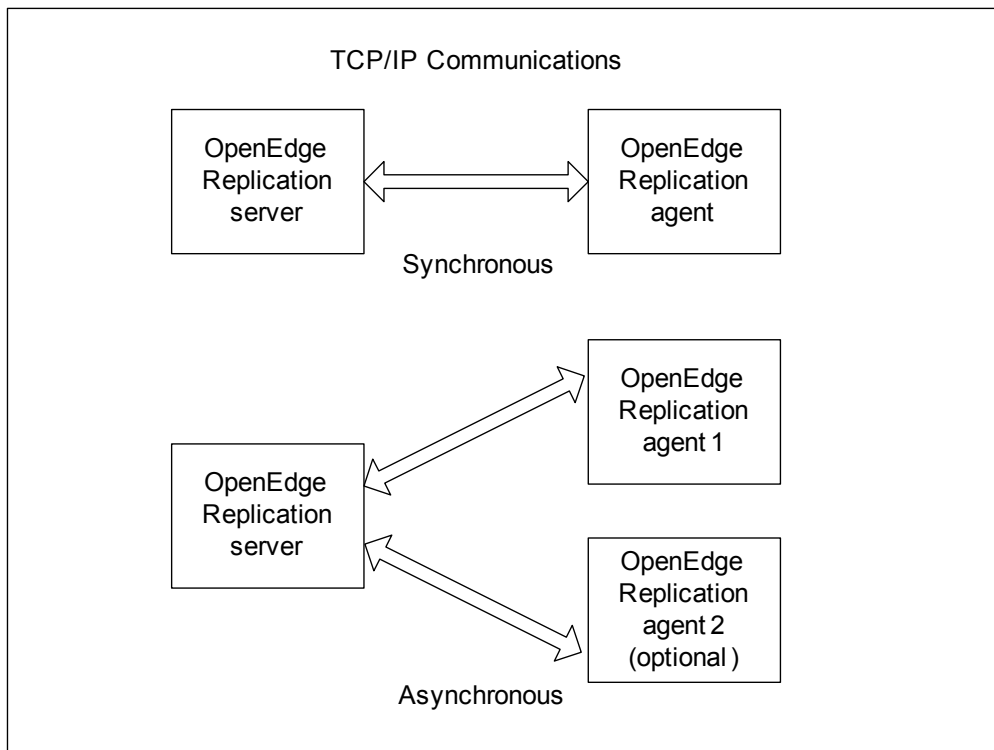 TCP/IP Communications
OpenEdge
Replication
server
OpenEdge
Replication
agent
Synchronous
OpenEdge
Replication
agent 1
OpenEdge
Replication
server
OpenEdge
Replication
agent 2
(optional )
Asynchronous